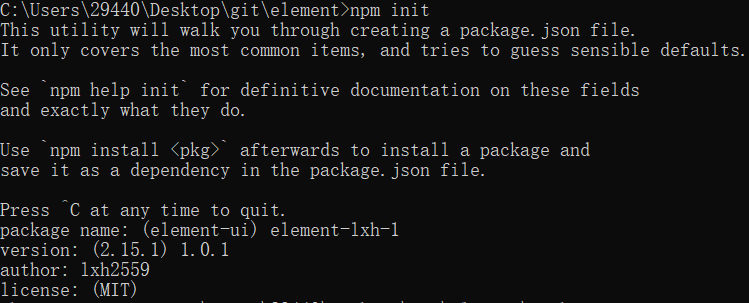 C:\Users\29440\Desktop\git\element>npm init
This utility will walk you through creating a package.json file.
It only covers the most common items, and tries to guess sensible defaults.
See `npm help init` for definitive documentation on these fields
and exactly what they do.
Use `npm install <pkg>` afterwards to install a package and
save it as a dependency in the package.json file.
Press ^C at any time to quit.
package name: (element-ui) element-lxh-1
version: (2.15.1) 1.0.1
author: lxh2559
license: (MIT)